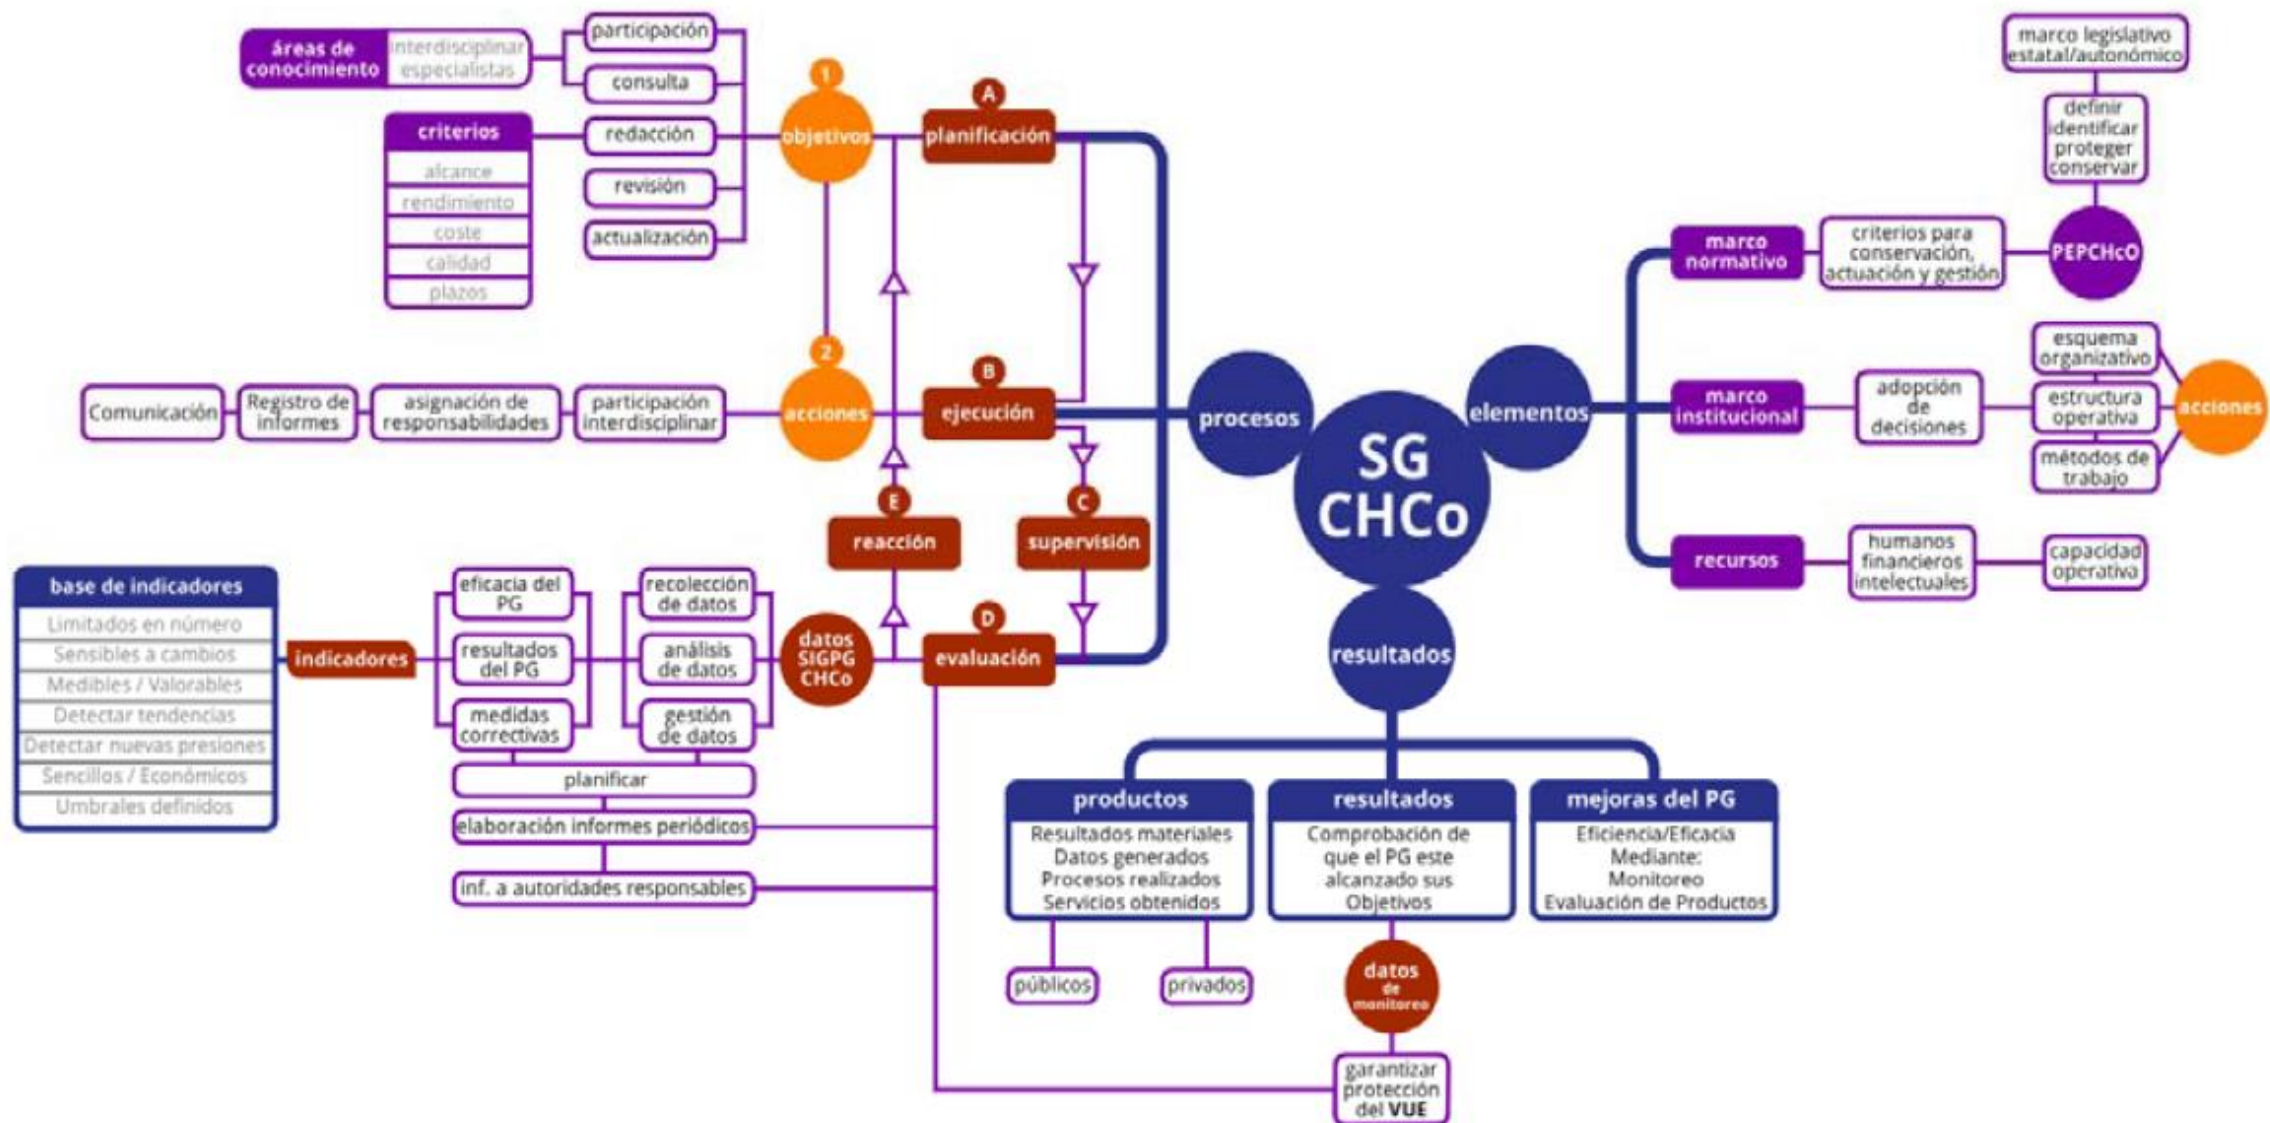 áreas de
conocimiento
interdisciplinar
especialistas
participación
consulta
redacción
revisión
actualización
criterios
alcance
rendimiento
coste
calidad
plazos
1
objetivos
A
planificación
2
acciones
B
ejecución
participación
interdisciplinar
asignación de
responsabilidades
Registro de
informes
Comunicación
E
reacción
C
supervisión
D
evaluación
datos
SIGPG
CHCo
recolección
de datos
análisis
de datos
gestión
de datos
eficacia del
PG
resultados
del PG
medidas
correctivas
planificar
elaboración informes periódicos
inf. a autoridades responsables
indicadores
base de indicadores
Limitados en número
Sensibles a cambios
Medibles / Valorables
Detectar tendencias
Detectar nuevas presiones
Sencillos / Económicos
Umbrales definidos
procesos
SG
CHCo
elementos
resultados
marco
normativo
criterios para
conservación,
actuación y gestión
PEPCHcO
definir
identificar
proteger
conservar
marco legislativo
estatal/autonómico
marco
institucional
adopción
de
decisiones
esquema
organizativo
estructura
operativa
métodos de
trabajo
acciones
recursos
humanos
financieros
intelectuales
capacidad
operativa
productos
Resultados materiales
Datos generados
Procesos realizados
Servicios obtenidos
públicos
privados
resultados
Comprobación de
que el PG este
alcanzado sus
Objetivos
datos
de
monitoreo
garantizar
protección
del VUE
mejoras del PG
Eficiencia/Eficacia
Mediante:
Monitoreo
Evaluación de Productos